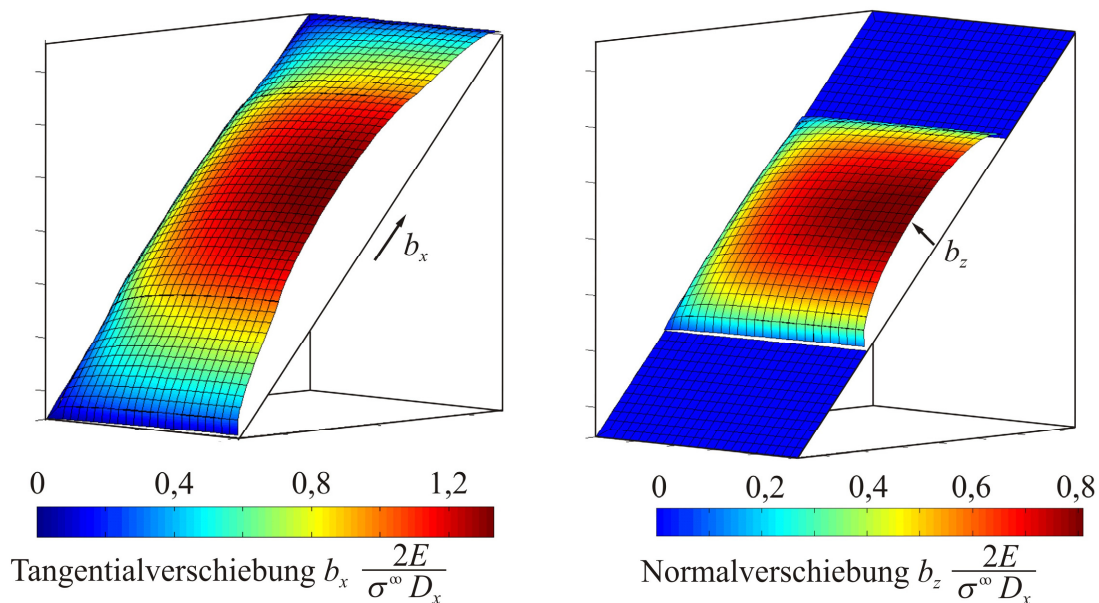 b_x
0 0,4 0,8 1,2
Tangentialverschiebung b_x 2E / σ^∞ D_x
b_z
0 0,2 0,4 0,6 0,8
Normalverschiebung b_z 2E / σ^∞ D_x